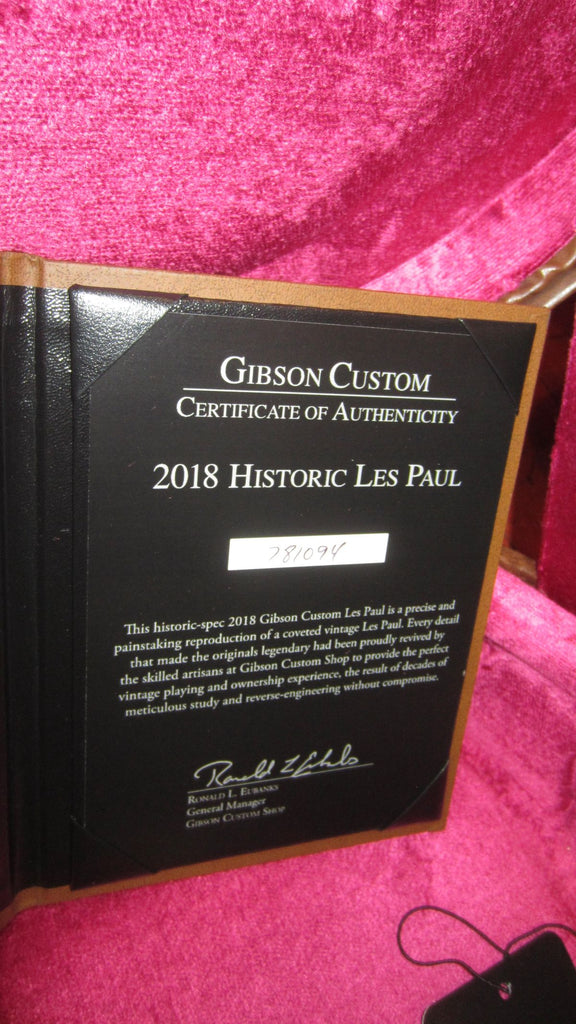 GIBSON CUSTOM
CERTIFICATE OF AUTHENTICITY
2018 HISTORIC LES PAUL
781094
This historic-spec 2018 Gibson Custom Les Paul is a precise and
painstaking reproduction of a coveted vintage Les Paul. Every detail
that made the originals legendary had been proudly revived by
the skilled artisans at Gibson Custom Shop to provide the perfect
vintage playing and ownership experience, the result of decades of
meticulous study and reverse-engineering without compromise.
RONALD L. EUBANKS
General Manager
GIBSON CUSTOM SHOP